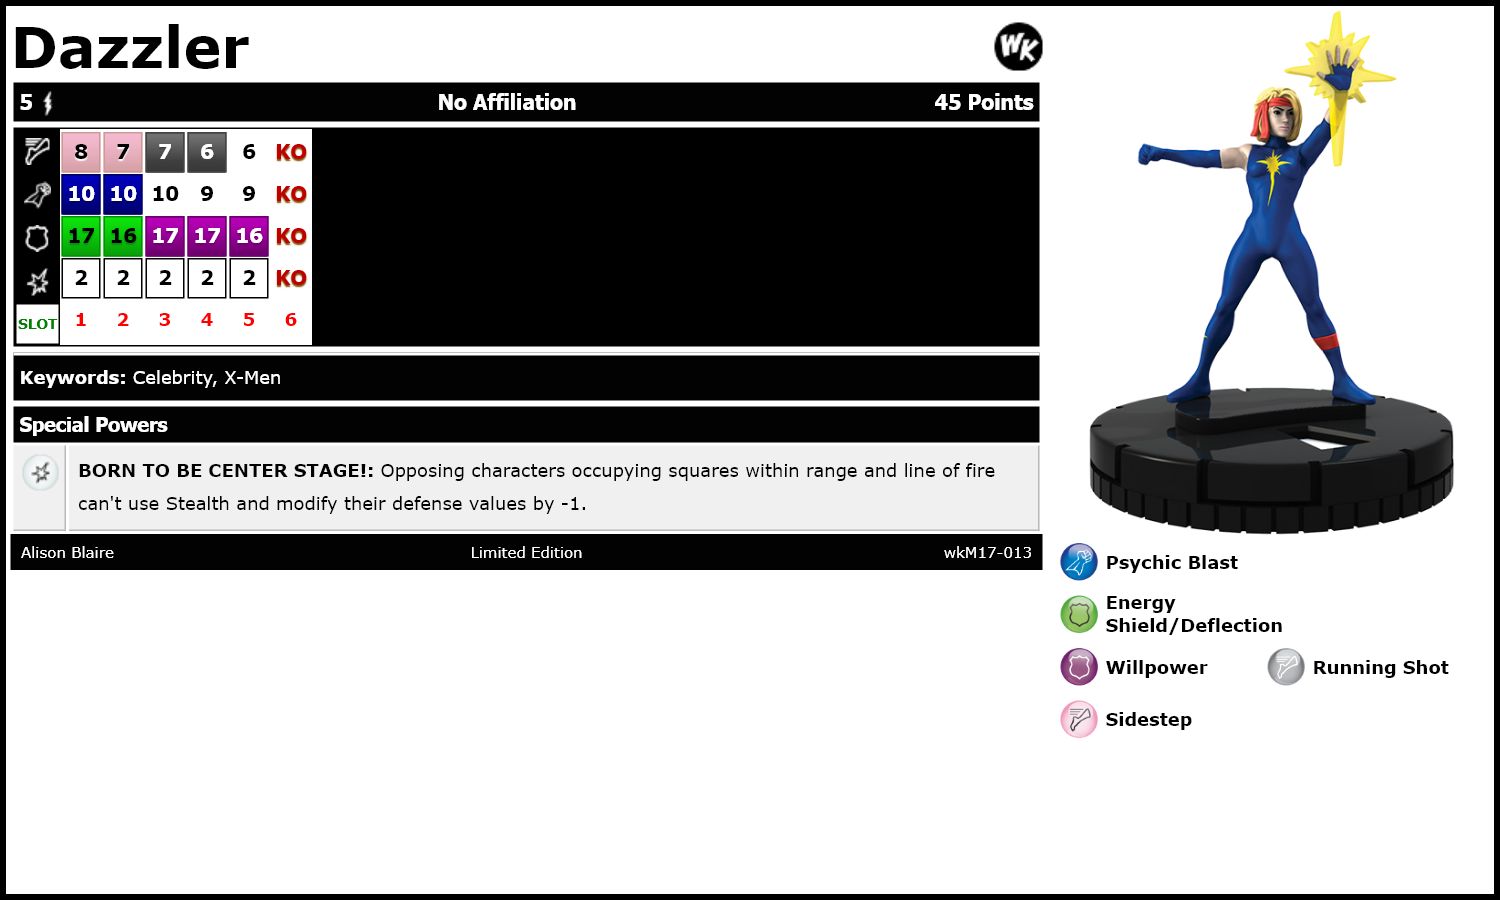 Dazzler
WK
5 No Affiliation 45 Points
8 7 7 6 6 KO
10 10 10 9 9 KO
17 16 17 17 16 KO
2 2 2 2 2 KO
SLOT 1 2 3 4 5 6
Keywords: Celebrity, X-Men
Special Powers
BORN TO BE CENTER STAGE!: Opposing characters occupying squares within range and line of fire
can't use Stealth and modify their defense values by -1.
Alison Blaire Limited Edition wkM17-013
Psychic Blast
Energy
Shield/Deflection
Willpower Running Shot
Sidestep